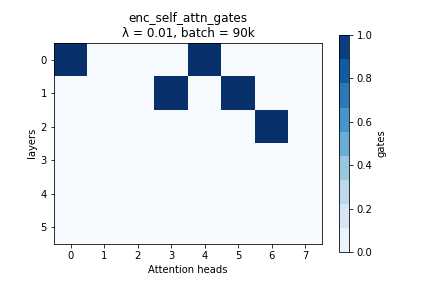 enc_self_attn_gates
λ = 0.01, batch = 90k
layers
0
1
2
3
4
5
0 1 2 3 4 5 6 7
Attention heads
1.0
0.8
0.6
0.4
0.2
0.0
gates